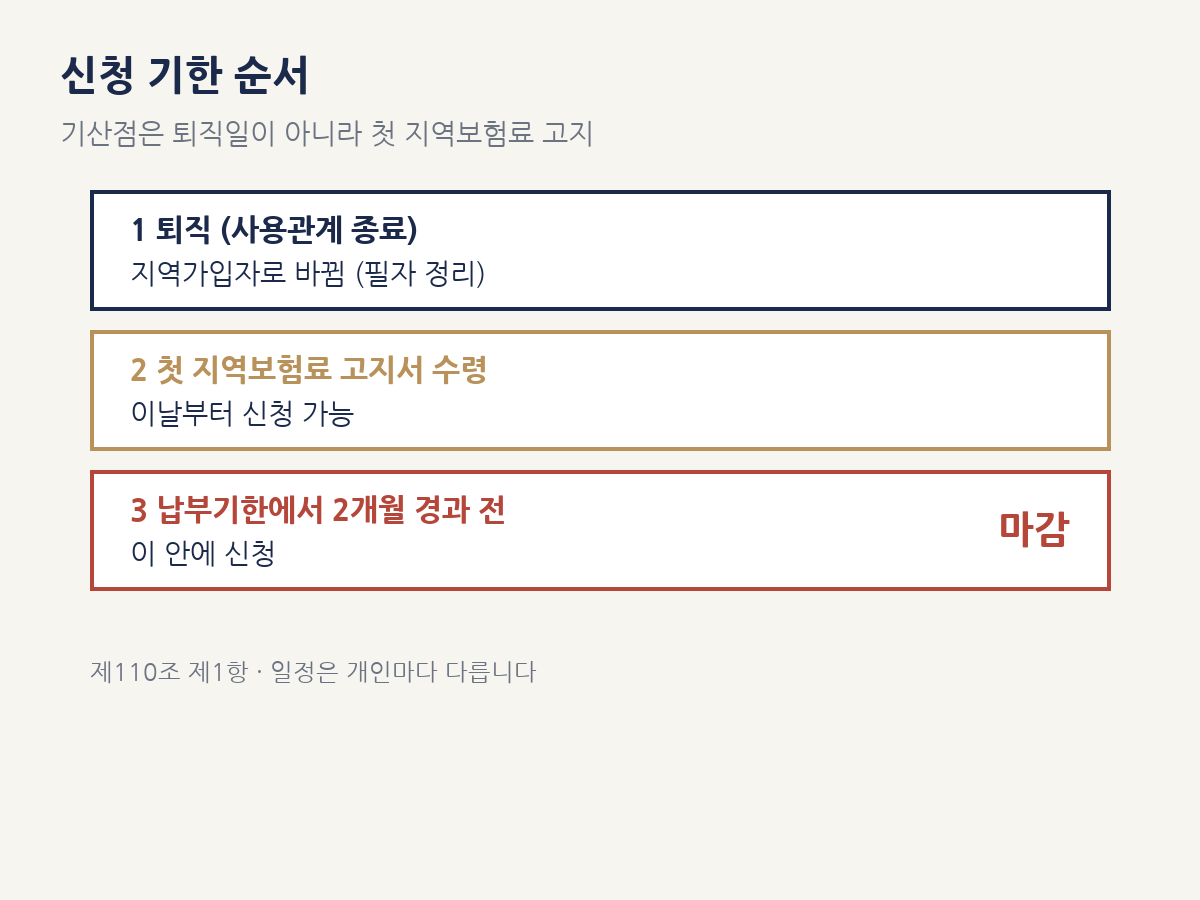 신청 기한 순서
기산점은 퇴직일이 아니라 첫 지역보험료 고지
1 퇴직 (사용관계 종료)
지역가입자로 바뀜 (필자 정리)
2 첫 지역보험료 고지서 수령
이날부터 신청 가능
3 납부기한에서 2개월 경과 전
이 안에 신청
마감
제110조 제1항 · 일정은 개인마다 다릅니다